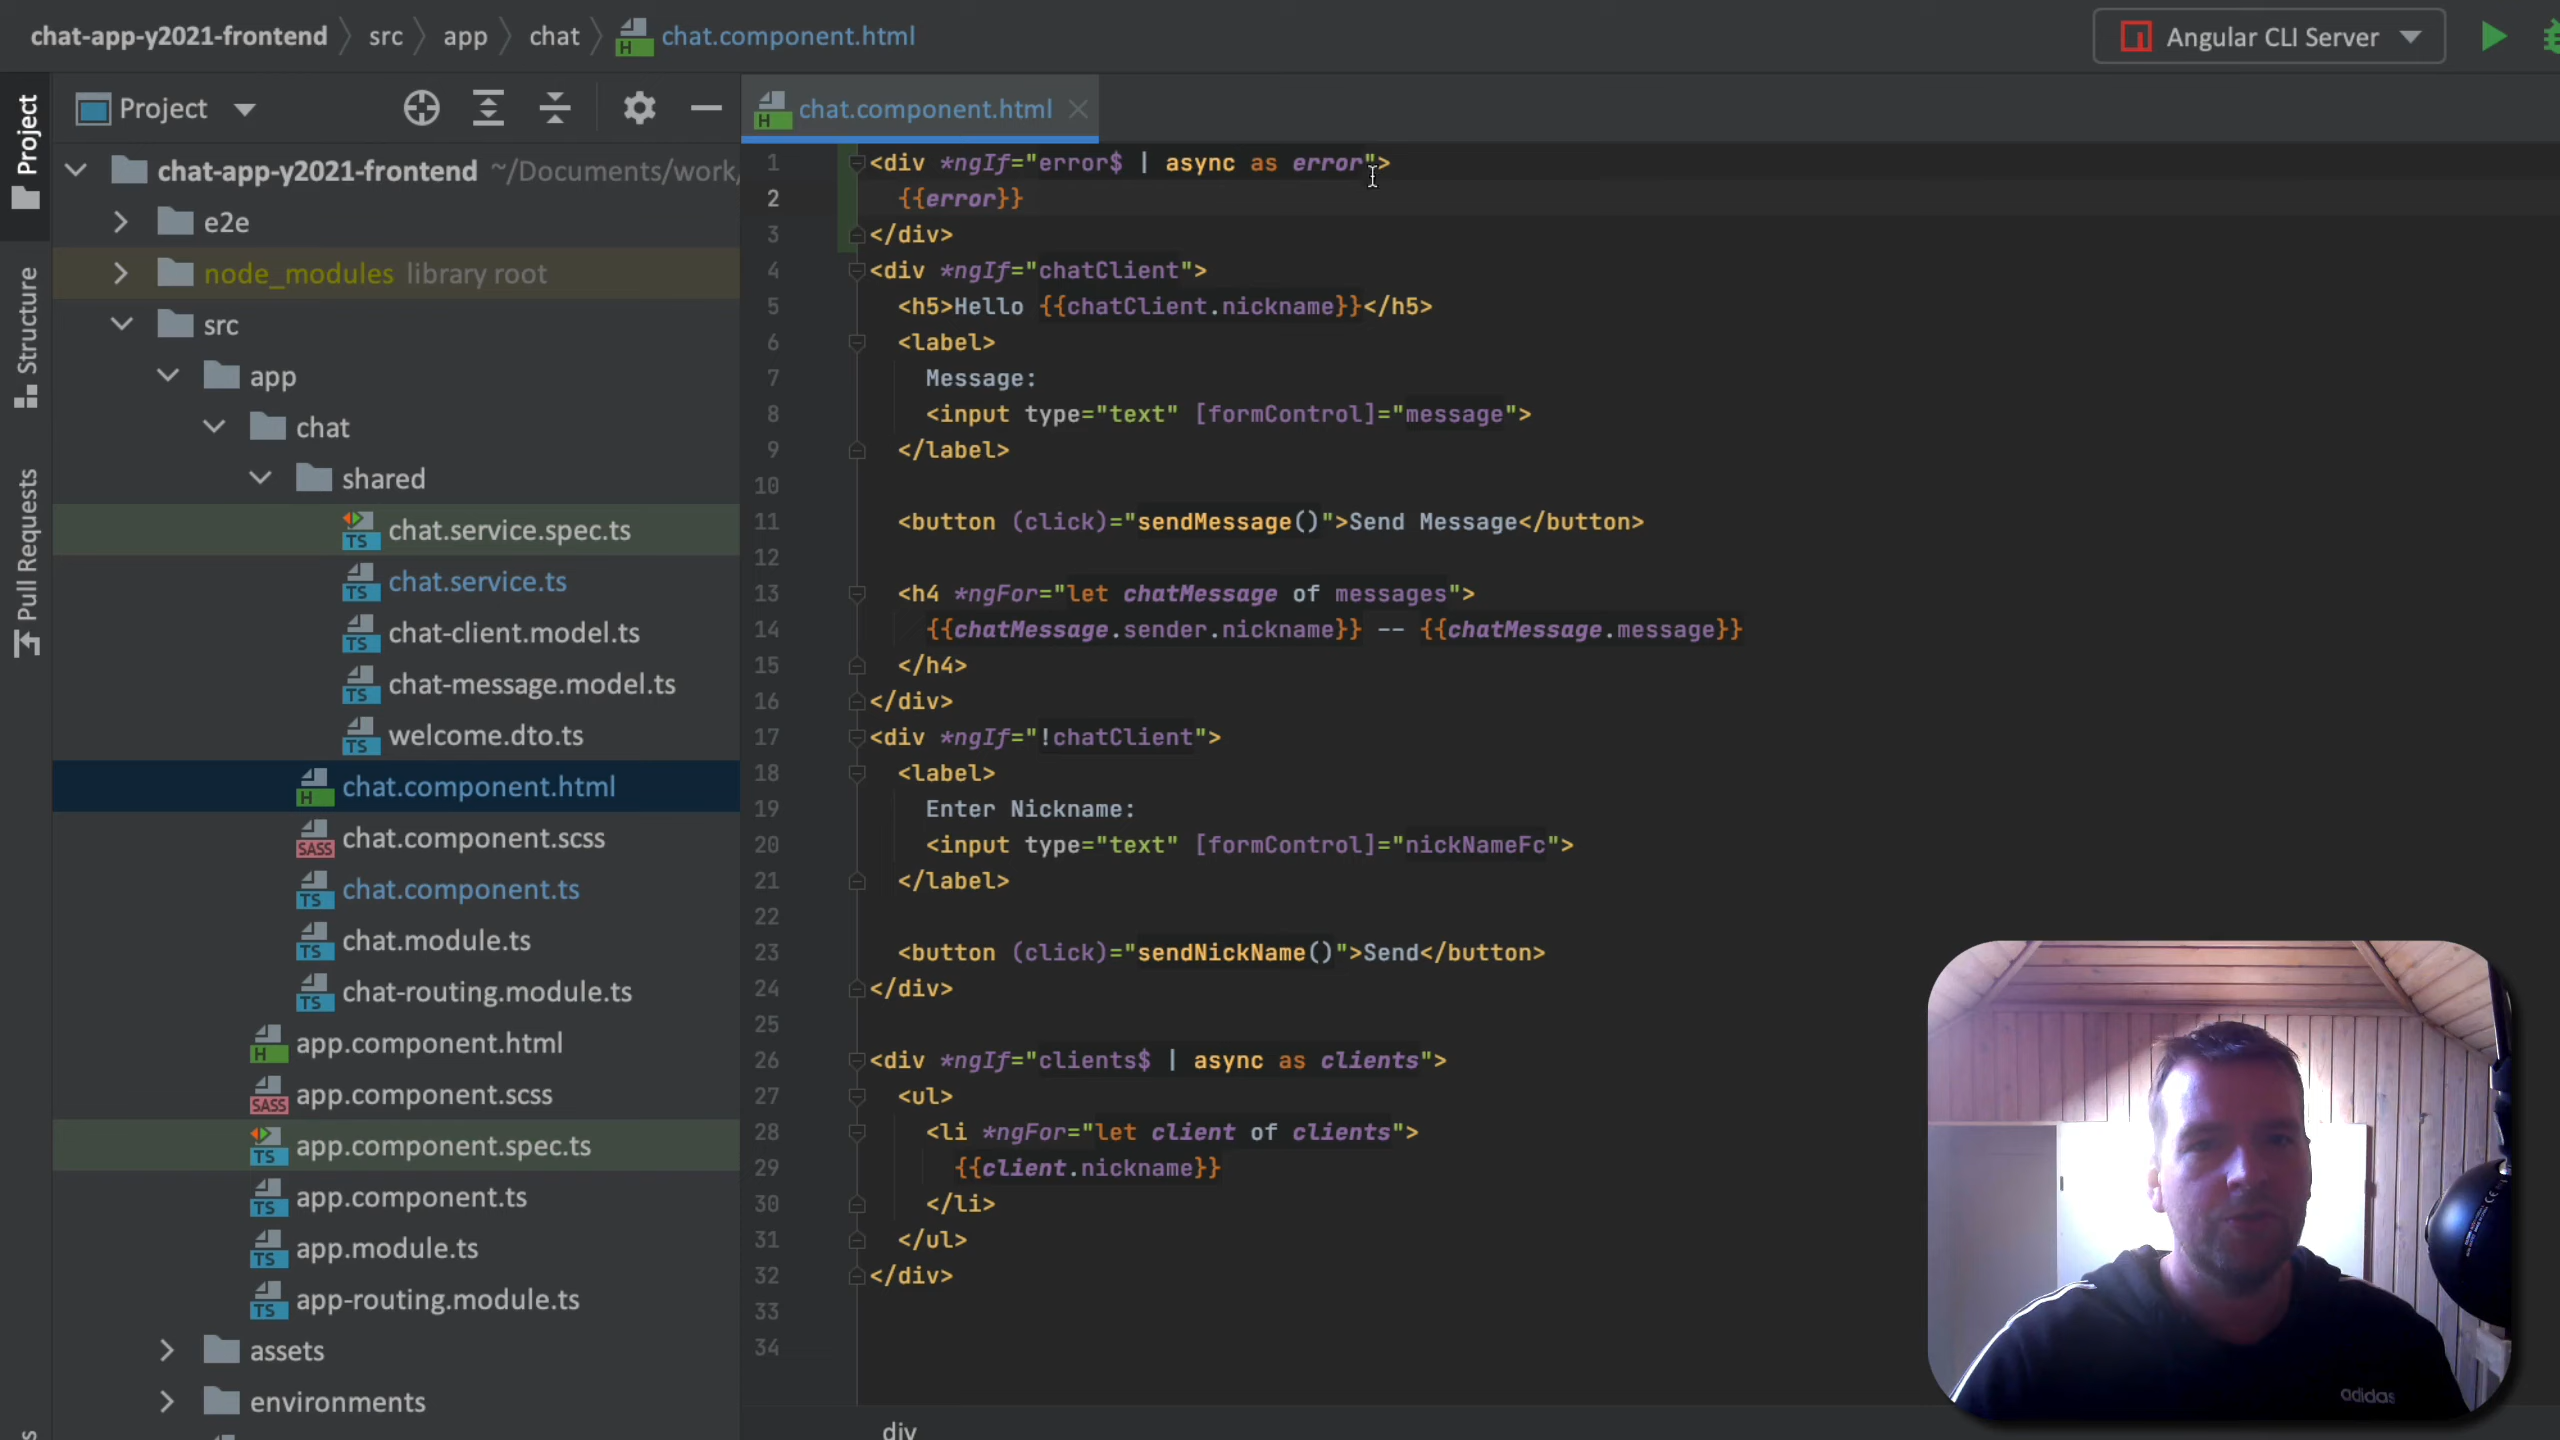 chat-app-y2021-frontend
src
app
chat
chat.component.html
Angular CLI Server
Project
Structure
Pull Requests
Project
chat-app-y2021-frontend ~/Documents/work/
e2e
node_modules library root
src
app
chat
shared
chat.service.spec.ts
chat.service.ts
chat-client.model.ts
chat-message.model.ts
welcome.dto.ts
chat.component.html
chat.component.scss
chat.component.ts
chat.module.ts
chat-routing.module.ts
app.component.html
app.component.scss
app.component.spec.ts
app.component.ts
app.module.ts
app-routing.module.ts
assets
environments
chat.component.html
1 <div *ngIf="error$ | async as error">
2 {{error}}
3 </div>
4 <div *ngIf="chatClient">
5 <h5>Hello {{chatClient.nickname}}</h5>
6 <label>
7 Message:
8 <input type="text" [formControl]="message">
9 </label>
10
11 <button (click)="sendMessage()">Send Message</button>
12
13 <h4 *ngFor="let chatMessage of messages">
14 {{chatMessage.sender.nickname}} -- {{chatMessage.message}}
15 </h4>
16 </div>
17 <div *ngIf="!chatClient">
18 <label>
19 Enter Nickname:
20 <input type="text" [formControl]="nickNameFc">
21 </label>
22
23 <button (click)="sendNickName()">Send</button>
24 </div>
25
26 <div *ngIf="clients$ | async as clients">
27 <ul>
28 <li *ngFor="let client of clients">
29 {{client.nickname}}
30 </li>
31 </ul>
32 </div>
33
34
div
adidas